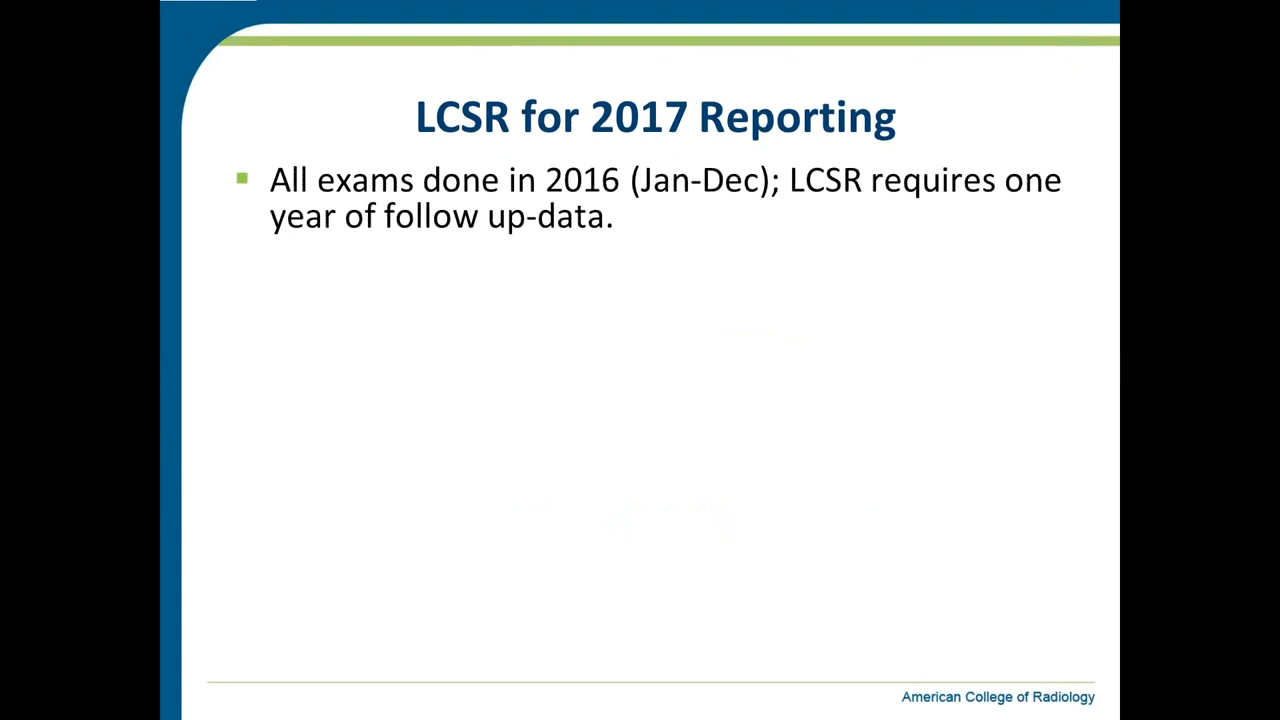 LCSR for 2017 Reporting
All exams done in 2016 (Jan-Dec); LCSR requires one
year of follow up-data.
American College of Radiology